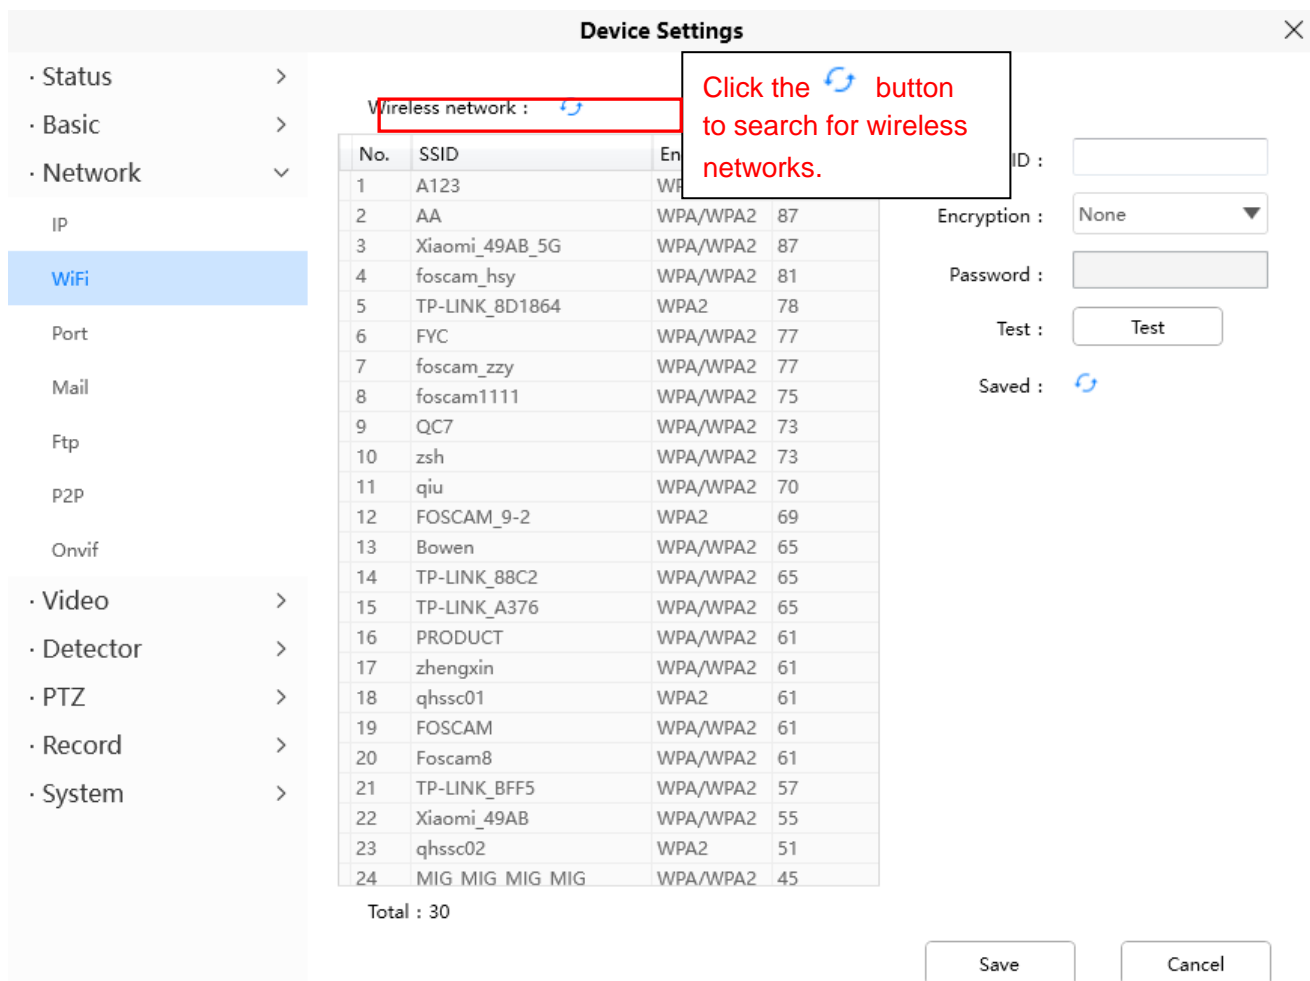 Device Settings
· Status
· Basic
· Network
IP
WiFi
Port
Mail
Ftp
P2P
Onvif
· Video
· Detector
· PTZ
· Record
· System
Wireless network :
Click the button
to search for wireless
networks.
No. SSID En
1 A123 WP
2 AA WPA/WPA2 87
3 Xiaomi_49AB_5G WPA/WPA2 87
4 foscam_hsy WPA/WPA2 81
5 TP-LINK_8D1864 WPA2 78
6 FYC WPA/WPA2 77
7 foscam_zzy WPA/WPA2 77
8 foscam1111 WPA/WPA2 75
9 QC7 WPA/WPA2 73
10 zsh WPA/WPA2 73
11 qiu WPA/WPA2 70
12 FOSCAM_9-2 WPA2 69
13 Bowen WPA/WPA2 65
14 TP-LINK_88C2 WPA/WPA2 65
15 TP-LINK_A376 WPA/WPA2 65
16 PRODUCT WPA/WPA2 61
17 zhengxin WPA/WPA2 61
18 qhssc01 WPA2 61
19 FOSCAM WPA/WPA2 61
20 Foscam8 WPA/WPA2 61
21 TP-LINK_BFF5 WPA/WPA2 57
22 Xiaomi_49AB WPA/WPA2 55
23 qhssc02 WPA2 51
24 MIG_MIG_MIG_MIG WPA/WPA2 45
Total : 30
ID :
Encryption : None
Password :
Test : Test
Saved :
Save Cancel